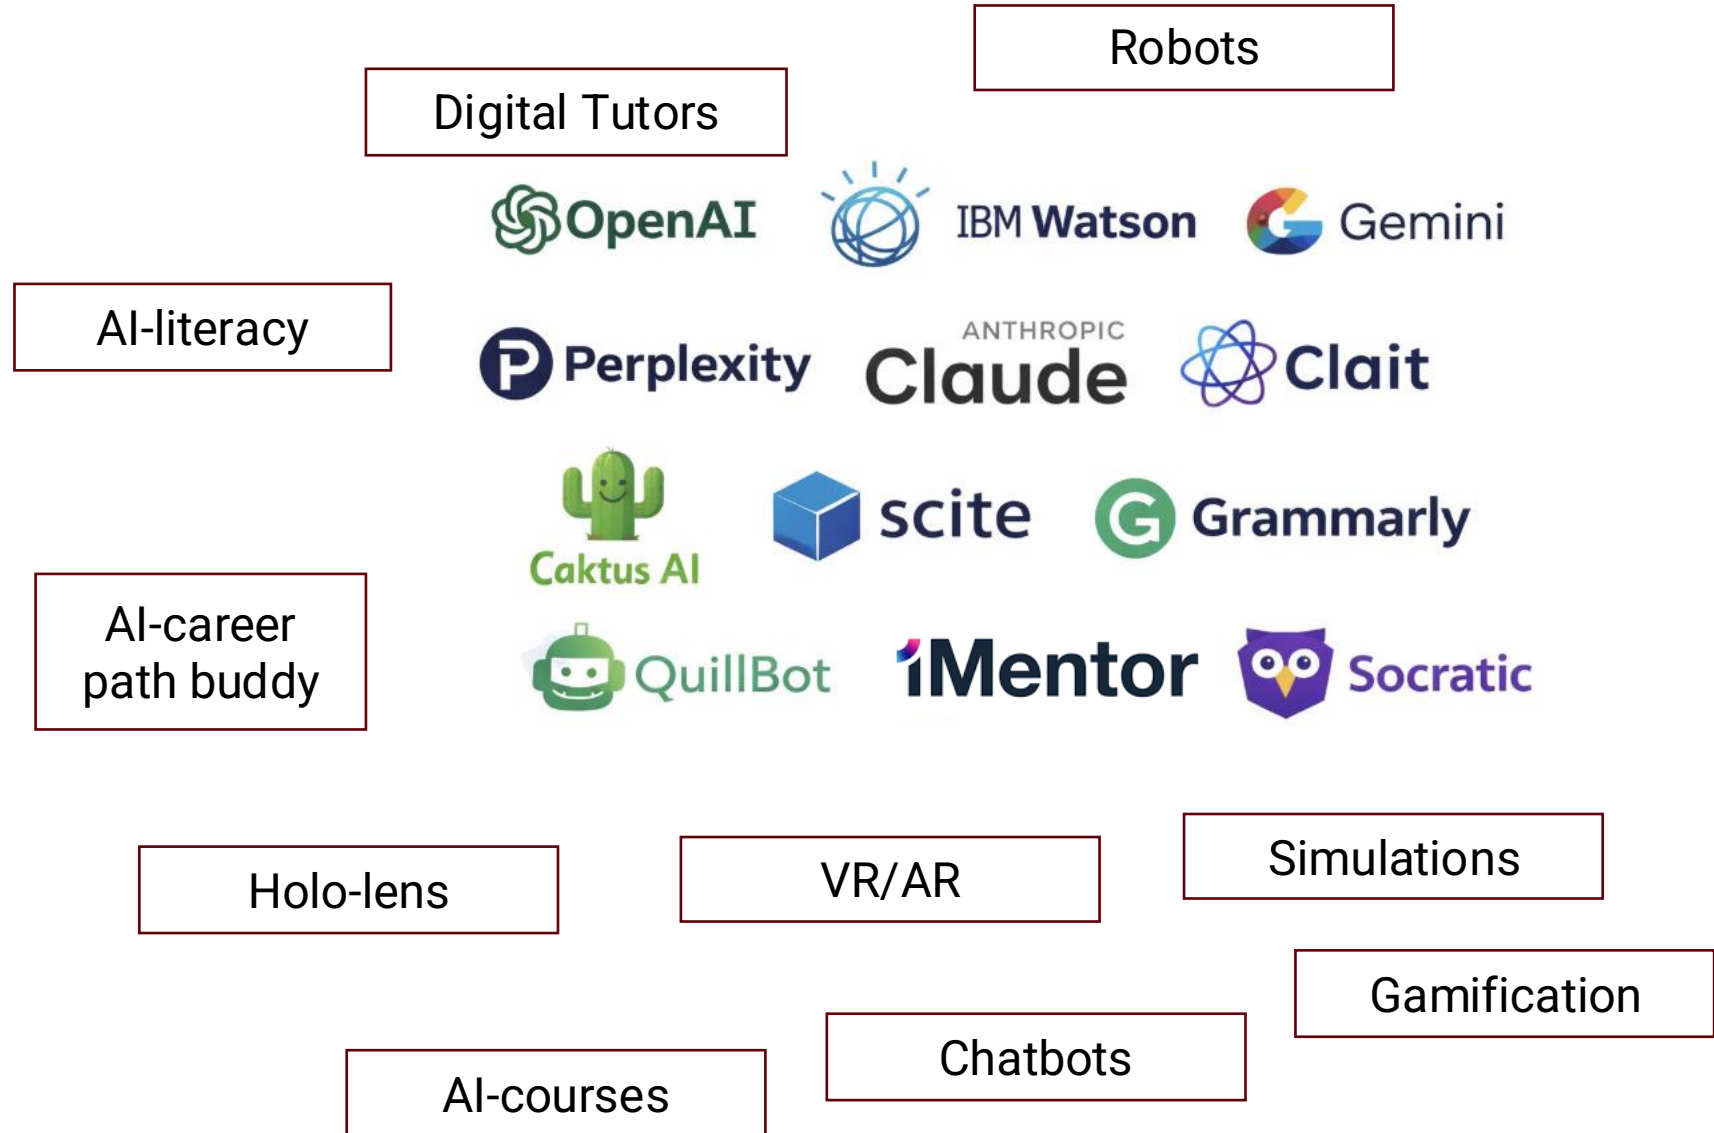 Robots
Digital Tutors
OpenAI
IBM Watson
Gemini
AI-literacy
Perplexity
ANTHROPIC
Claude
Clait
Caktus AI
scite
Grammarly
AI-career
path buddy
QuillBot
iMentor
Socratic
Holo-lens
VR/AR
Simulations
Gamification
Chatbots
AI-courses